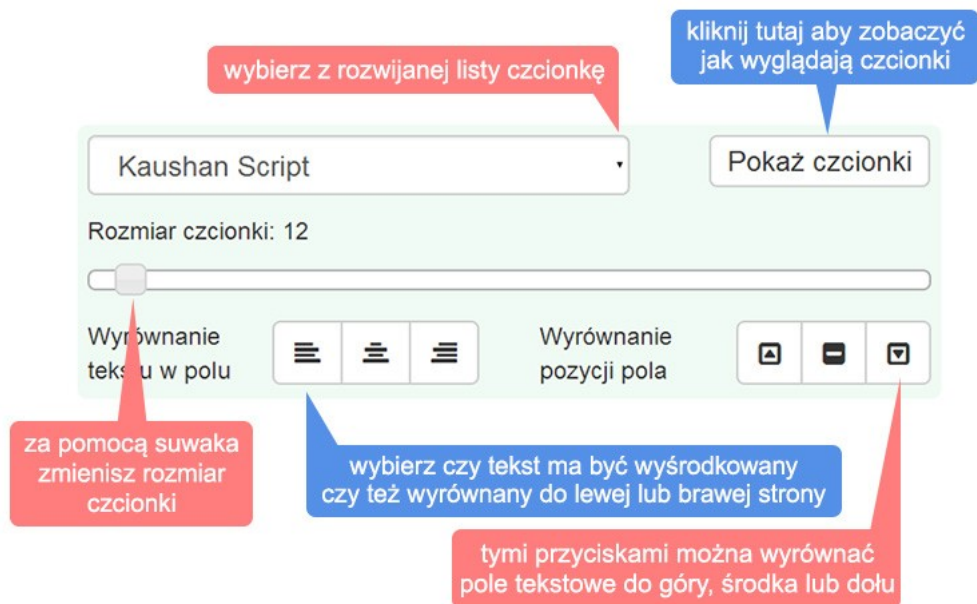 kliknij tutaj aby zobaczyć
jak wyglądają czcionki
wybierz z rozwijanej listy czcionkę
Kaushan Script
Pokaż czcionki
Rozmiar czcionki: 12
Wyrównanie
tekstu w polu
Wyrównanie
pozycji pola
za pomocą suwaka
zmienisz rozmiar
czcionki
wybierz czy tekst ma być wyśrodkowany
czy też wyrównany do lewej lub brawej strony
tymi przyciskami można wyrównać
pole tekstowe do góry, środka lub dołu